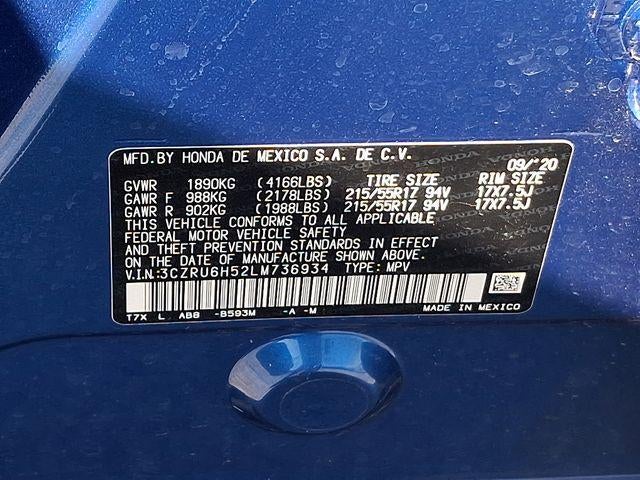 MFD.BY HONDA DE MEXICO S.A. DE C.V. 09/'20
GVWR 1890KG (4166LBS) TIRE SIZE RIM SIZE
GAWR F 988KG (2178LBS) 215/55R17 94V 17X7.5J
GAWR R 902KG (1988LBS) 215/55R17 94V 17X7.5J
THIS VEHICLE CONFORMS TO ALL APPLICABLE
FEDERAL MOTOR VEHICLE SAFETY
AND THEFT PREVENTION STANDARDS IN EFFECT
ON THE DATE OF MANUFACTURE SHOWN ABOVE.
V.I.N:3CZRU6H52LM736934 TYPE: MPV
T7X L AB8 -B593M -A -M MADE IN MEXICO